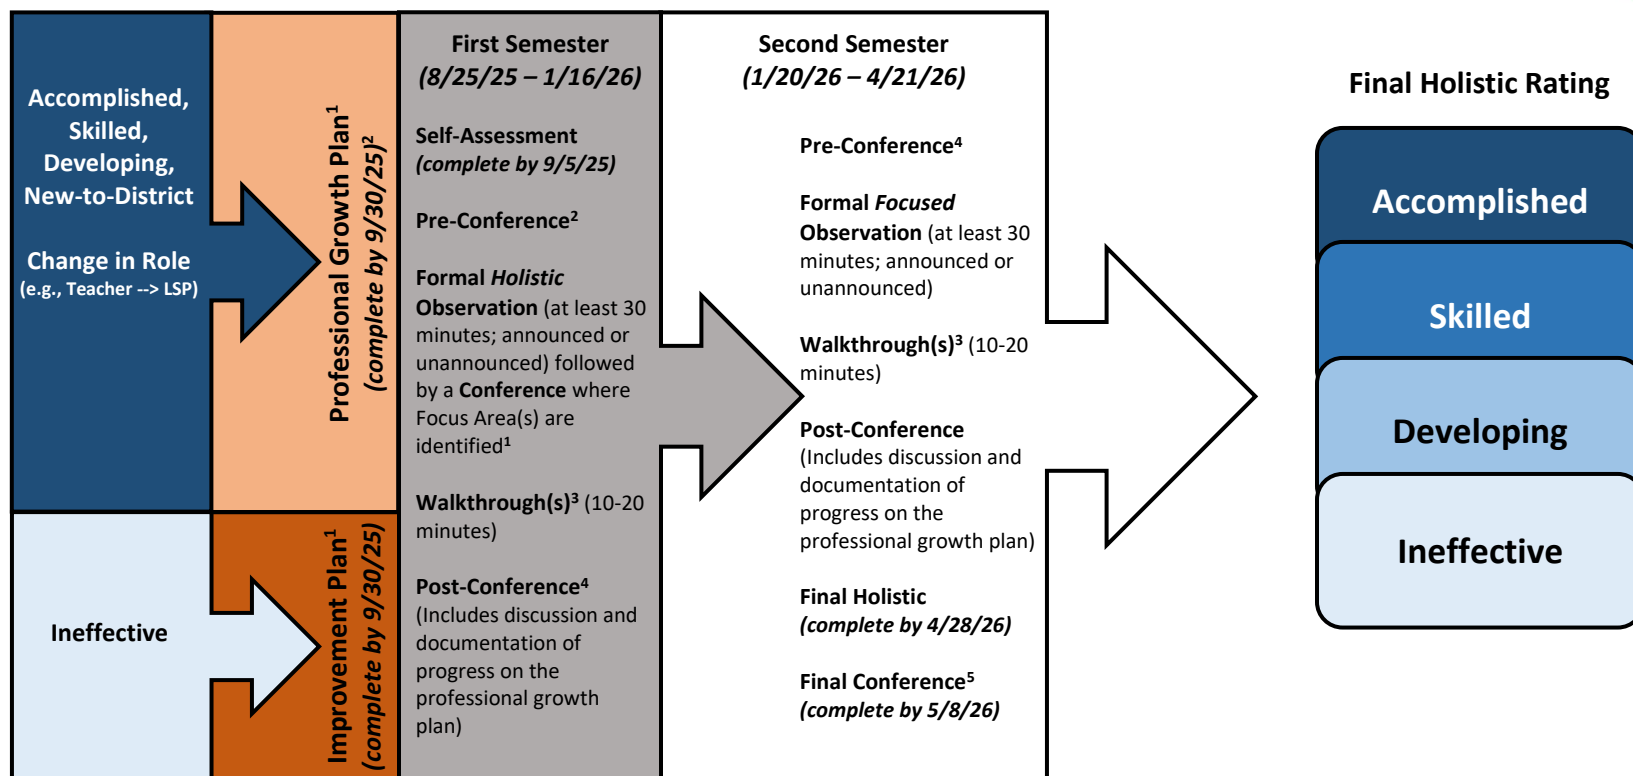 Accomplished,
Skilled,
Developing,
New-to-District
Change in Role
(e.g., Teacher --> LSP)
Ineffective
Professional Growth Plan¹
(complete by 9/30/25)²
Improvement Plan¹
(complete by 9/30/25)
First Semester
(8/25/25 – 1/16/26)
Self-Assessment
(complete by 9/5/25)
Pre-Conference²
Formal Holistic
Observation (at least 30
minutes; announced or
unannounced) followed
by a Conference where
Focus Area(s) are
identified¹
Walkthrough(s)³ (10-20
minutes)
Post-Conference⁴
(Includes discussion and
documentation of
progress on the
professional growth
plan)
Second Semester
(1/20/26 – 4/21/26)
Pre-Conference⁴
Formal Focused
Observation (at least 30
minutes; announced or
unannounced)
Walkthrough(s)³ (10-20
minutes)
Post-Conference
(Includes discussion and
documentation of
progress on the
professional growth plan)
Final Holistic
(complete by 4/28/26)
Final Conference⁵
(complete by 5/8/26)
Final Holistic Rating
Accomplished
Skilled
Developing
Ineffective